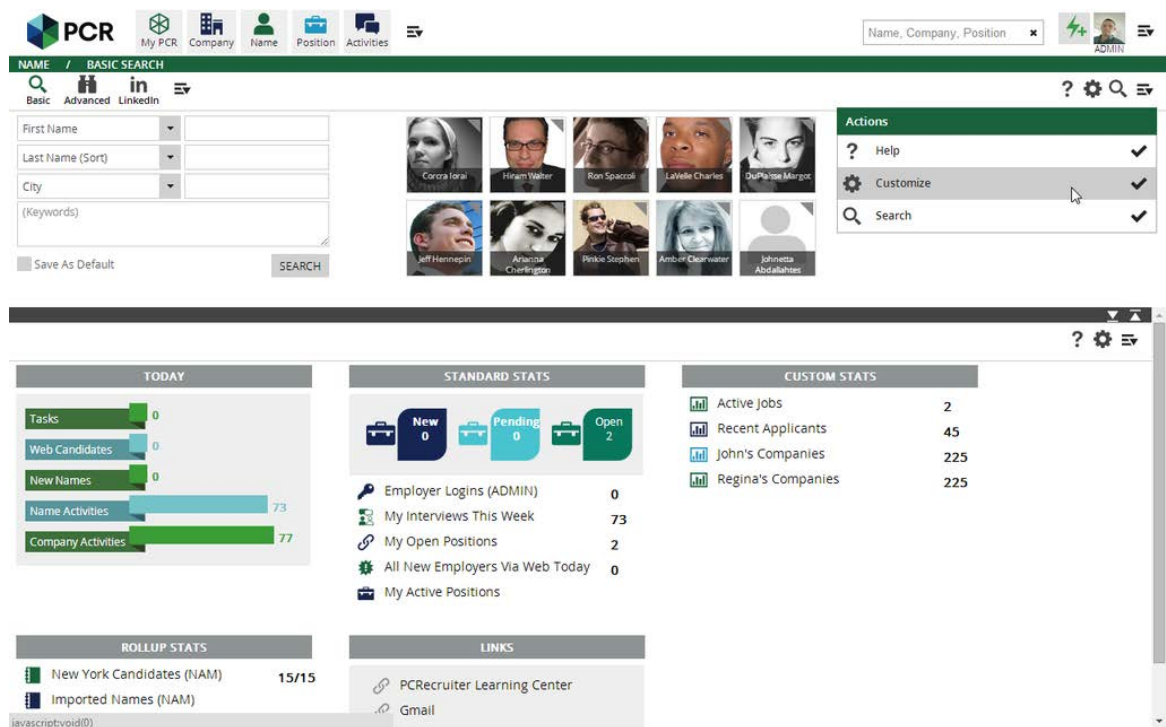 PCR
My PCR
Company
Name
Position
Activities
Name, Company, Position
ADMIN
NAME / BASIC SEARCH
Basic
Advanced
LinkedIn
First Name
Last Name (Sort)
City
(Keywords)
Save As Default
SEARCH
Corcra Iorai
Hiram Walter
Ron Spaccoli
LaVelle Charles
DuPlaisse Margot
Jeff Hennepin
Arianna
Cherlington
Pinkie Stephen
Amber Clearwater
Johnetta
Abdallahtes
Actions
Help
Customize
Search
TODAY
Tasks 0
Web Candidates 0
New Names 0
Name Activities 73
Company Activities 77
STANDARD STATS
New
0
Pending
0
Open
2
Employer Logins (ADMIN) 0
My Interviews This Week 73
My Open Positions 2
All New Employers Via Web Today 0
My Active Positions
CUSTOM STATS
Active Jobs 2
Recent Applicants 45
John's Companies 225
Regina's Companies 225
ROLLUP STATS
New York Candidates (NAM) 15/15
Imported Names (NAM)
LINKS
PCRecruiter Learning Center
Gmail
javascript:void(0)